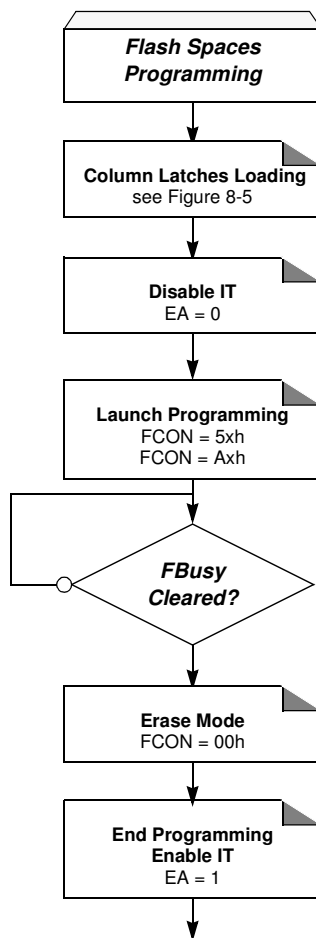 Flash Spaces
Programming
Column Latches Loading
see Figure 8-5
Disable IT
EA = 0
Launch Programming
FCON = 5xh
FCON = Axh
FBusy
Cleared?
Erase Mode
FCON = 00h
End Programming
Enable IT
EA = 1